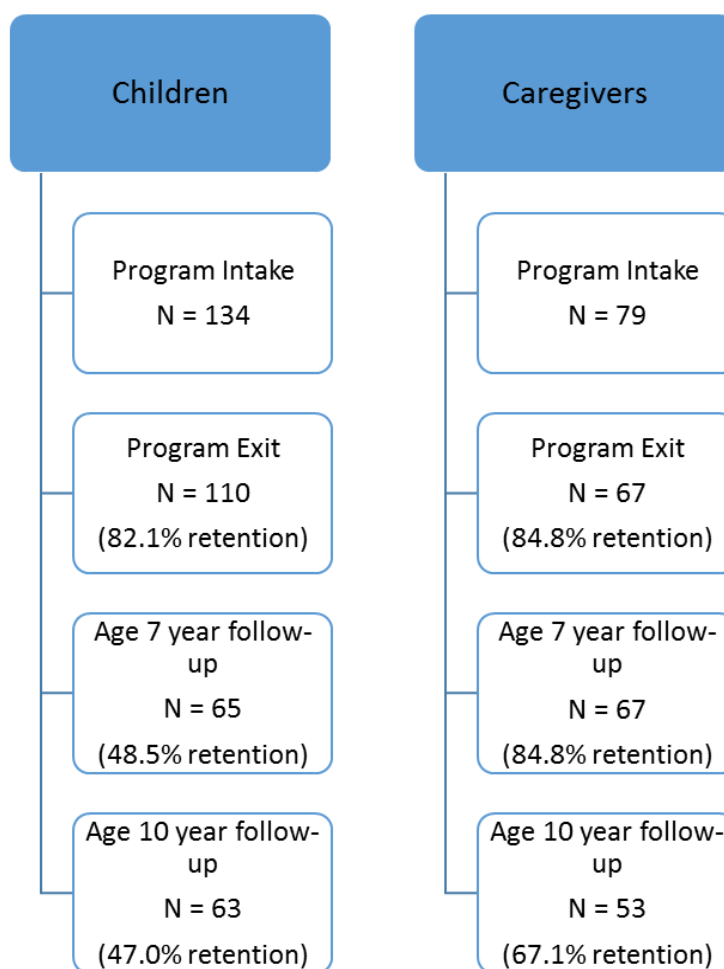 Children
Program Intake
N = 134
Program Exit
N = 110
(82.1% retention)
Age 7 year follow-
up
N = 65
(48.5% retention)
Age 10 year follow-
up
N = 63
(47.0% retention)
Caregivers
Program Intake
N = 79
Program Exit
N = 67
(84.8% retention)
Age 7 year follow-
up
N = 67
(84.8% retention)
Age 10 year follow-
up
N = 53
(67.1% retention)